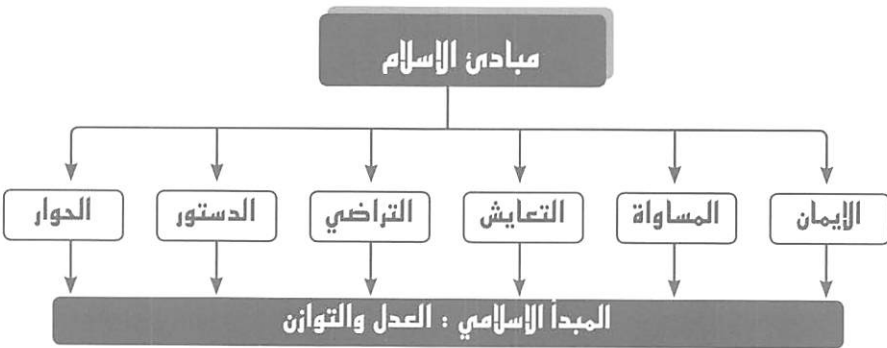 مبادئ الإسلام
الإيمان
المساواة
التعايش
التراضي
الدستور
الحوار
المبدأ الإسلامي : العدل والتوازن